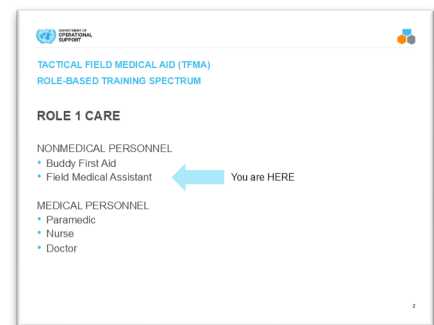 DEPARTMENT OF
OPERATIONAL
SUPPORT
TACTICAL FIELD MEDICAL AID (TFMA)
ROLE-BASED TRAINING SPECTRUM
ROLE 1 CARE
NONMEDICAL PERSONNEL
• Buddy First Aid
• Field Medical Assistant
You are HERE
MEDICAL PERSONNEL
• Paramedic
• Nurse
• Doctor
2